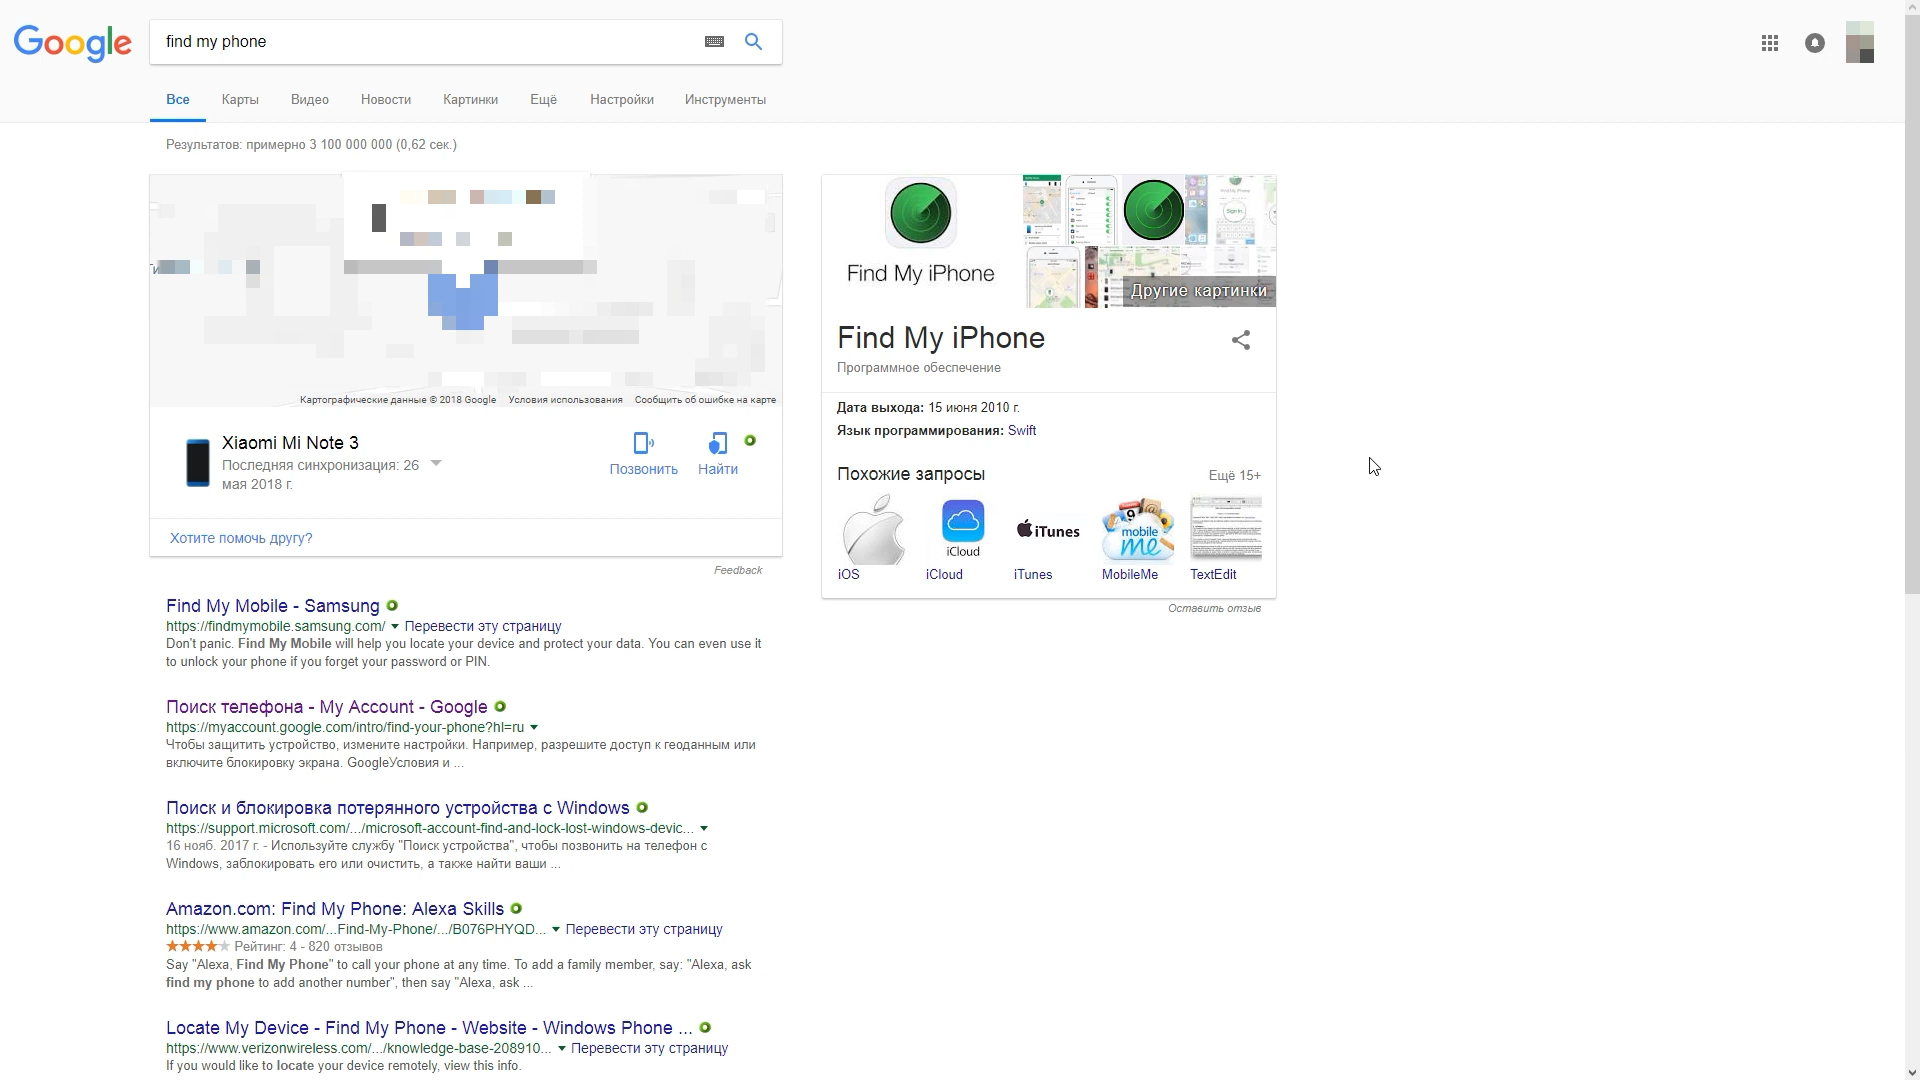 Google
find my phone
Все Карты Видео Новости Картинки Ещё Настройки Инструменты
Результатов: примерно 3 100 000 000 (0,62 сек.)
Картографические данные © 2018 Google Условия использования Сообщить об ошибке на карте
Xiaomi Mi Note 3
Последняя синхронизация: 26
мая 2018 г.
Позвонить Найти
Хотите помочь другу?
Feedback
Find My Mobile - Samsung
https://findmymobile.samsung.com/ Перевести эту страницу
Don't panic. Find My Mobile will help you locate your device and protect your data. You can even use it
to unlock your phone if you forget your password or PIN.
Поиск телефона - My Account - Google
https://myaccount.google.com/intro/find-your-phone?hl=ru
Чтобы защитить устройство, измените настройки. Например, разрешите доступ к геоданным или
включите блокировку экрана. GoogleУсловия и ...
Поиск и блокировка потерянного устройства с Windows
https://support.microsoft.com/.../microsoft-account-find-and-lock-lost-windows-devic...
16 нояб. 2017 г. - Используйте службу "Поиск устройства", чтобы позвонить на телефон с
Windows, заблокировать его или очистить, а также найти ваши ...
Amazon.com: Find My Phone: Alexa Skills
https://www.amazon.com/...Find-My-Phone/.../B076PHYQD... Перевести эту страницу
Рейтинг: 4 - 820 отзывов
Say "Alexa, Find My Phone" to call your phone at any time. To add a family member, say: "Alexa, ask
find my phone to add another number", then say "Alexa, ask ...
Locate My Device - Find My Phone - Website - Windows Phone ...
https://www.verizonwireless.com/.../knowledge-base-208910... Перевести эту страницу
If you would like to locate your device remotely, view this info.
Find My iPhone
Другие картинки
Find My iPhone
Программное обеспечение
Дата выхода: 15 июня 2010 г.
Язык программирования: Swift
Похожие запросы Ещё 15+
iCloud
iTunes
mobile
me
iOS iCloud iTunes MobileMe TextEdit
Оставить отзыв